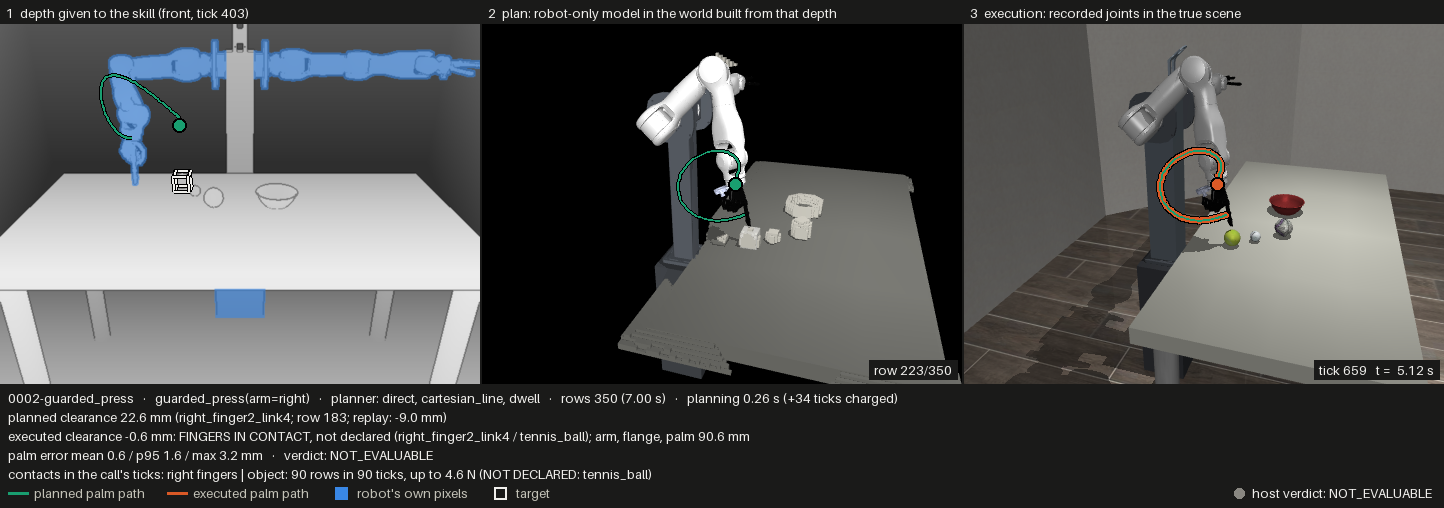 1 depth given to the skill (front, tick 403)
2 plan: robot-only model in the world built from that depth
3 execution: recorded joints in the true scene
row 223/350
tick 659 t = 5.12 s
0002-guarded_press · guarded_press(arm=right) · planner: direct, cartesian_line, dwell · rows 350 (7.00 s) · planning 0.26 s (+34 ticks charged)
planned clearance 22.6 mm (right_finger2_link4; row 183; replay: -9.0 mm)
executed clearance -0.6 mm: FINGERS IN CONTACT, not declared (right_finger2_link4 / tennis_ball); arm, flange, palm 90.6 mm
palm error mean 0.6 / p95 1.6 / max 3.2 mm · verdict: NOT_EVALUABLE
contacts in the call's ticks: right fingers | object: 90 rows in 90 ticks, up to 4.6 N (NOT DECLARED: tennis_ball)
planned palm path executed palm path robot's own pixels target host verdict: NOT_EVALUABLE